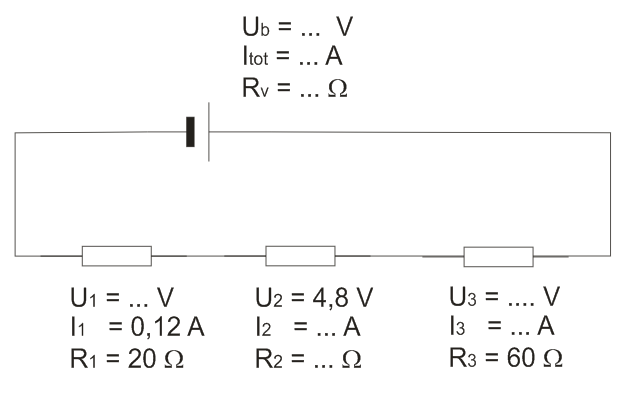 Ub = ... V
Itot = ... A
Rv = ... Ω
U1 = ... V
I1 = 0,12 A
R1 = 20 Ω
U2 = 4,8 V
I2 = ... A
R2 = ... Ω
U3 = .... V
I3 = ... A
R3 = 60 Ω